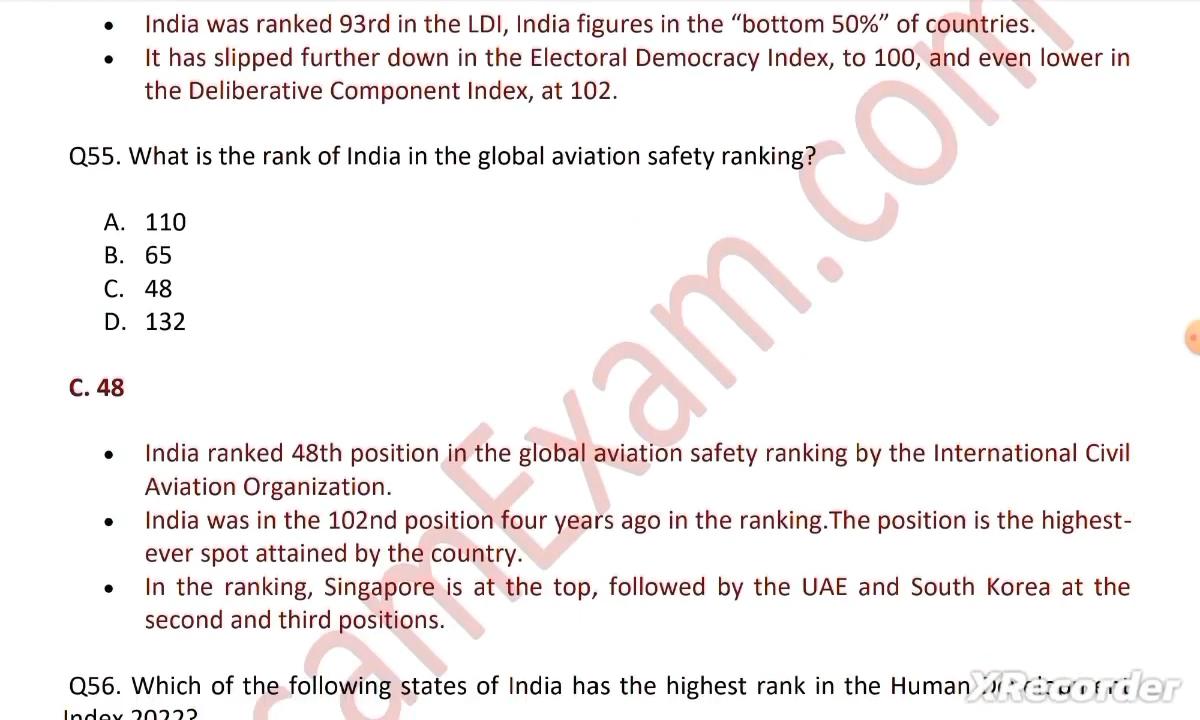 • India was ranked 93rd in the LDI, India figures in the “bottom 50%” of countries.
• It has slipped further down in the Electoral Democracy Index, to 100, and even lower in
the Deliberative Component Index, at 102.
Q55. What is the rank of India in the global aviation safety ranking?
A. 110
B. 65
C. 48
D. 132
C. 48
• India ranked 48th position in the global aviation safety ranking by the International Civil
Aviation Organization.
• India was in the 102nd position four years ago in the ranking.The position is the highest-
ever spot attained by the country.
• In the ranking, Singapore is at the top, followed by the UAE and South Korea at the
second and third positions.
Q56. Which of the following states of India has the highest rank in the Human
Index 2022?
amExam.com
XRecorder